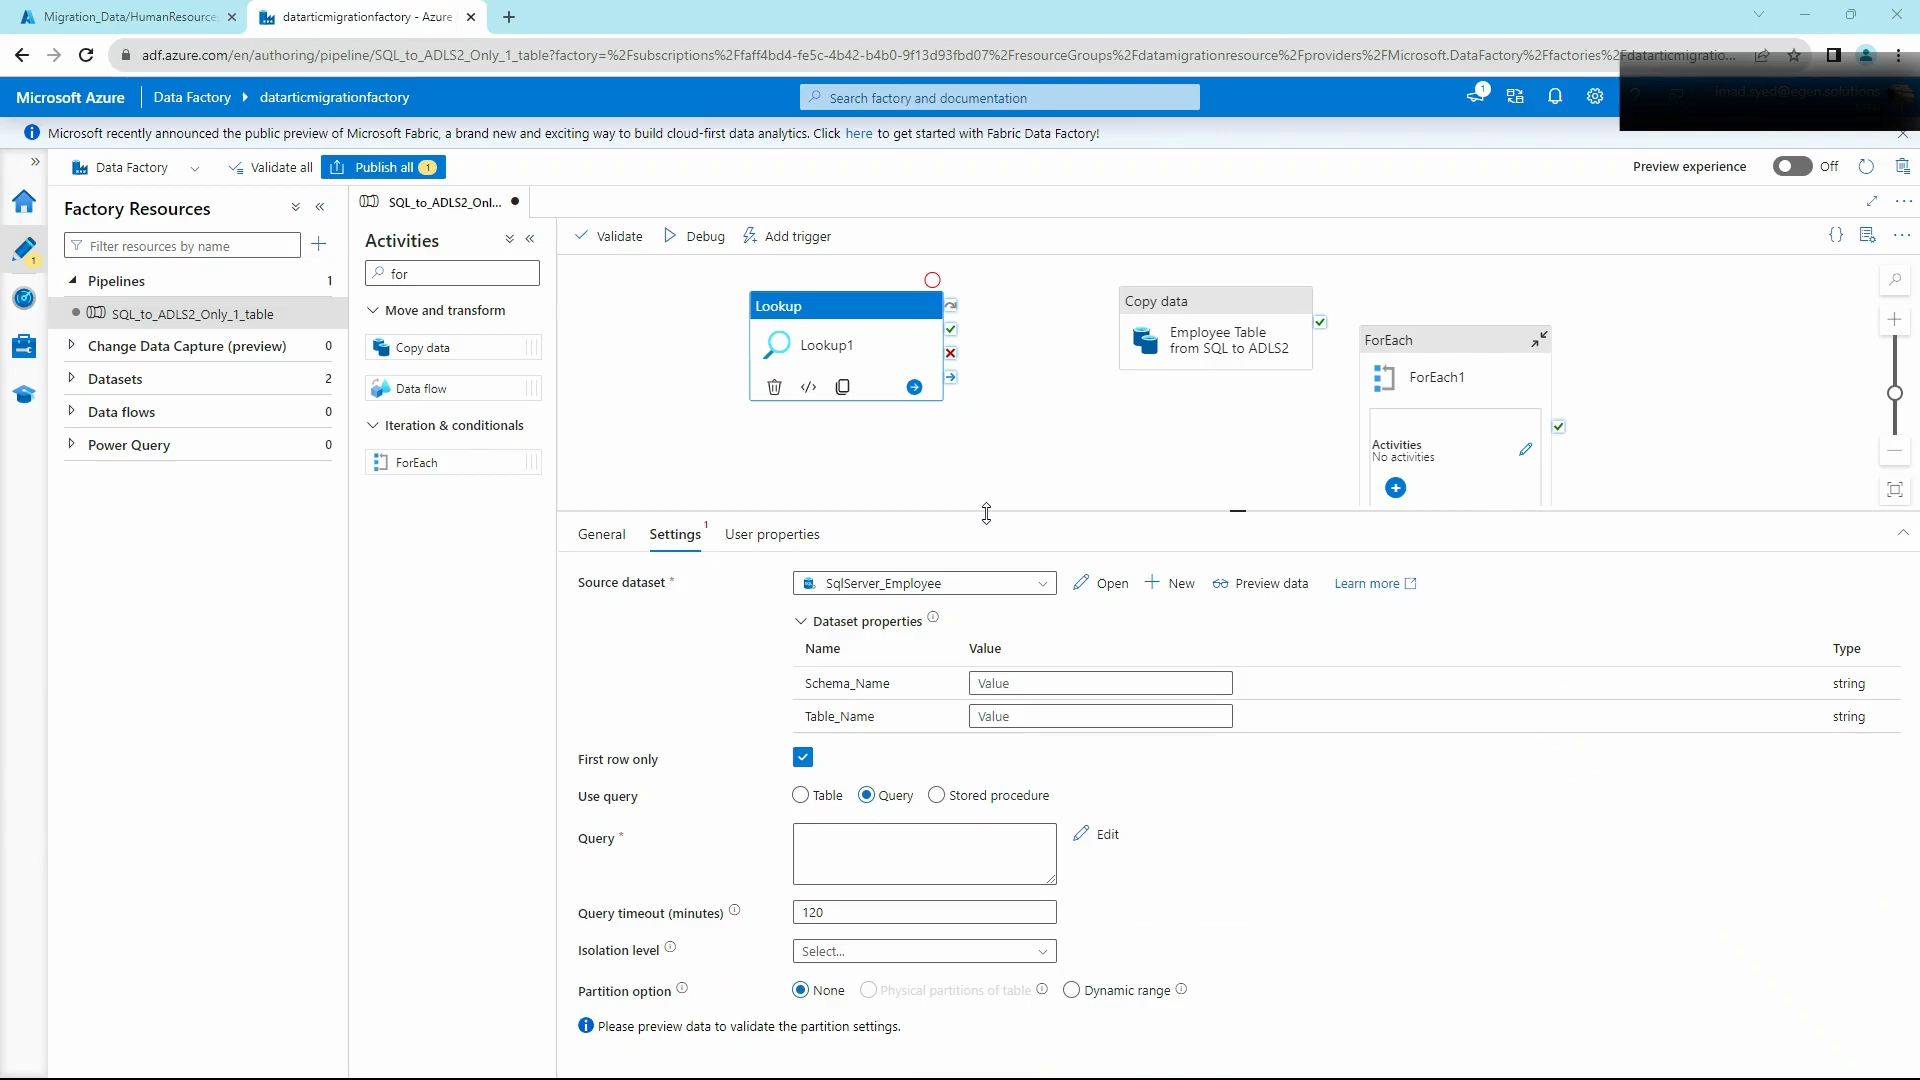 Migration_Data/HumanResource
datarticmigrationfactory - Azure
adf.azure.com/en/authoring/pipeline/SQL_to_ADLS2_Only_1_table?factory=%2Fsubscriptions%2Ffaff4bd4-fe5c-4b42-b4b0-9f13d93fbd07%2FresourceGroups%2Fdatamigrationresource%2Fproviders%2FMicrosoft.DataFactory%2Ffactories%2Fdatarticmigratio...
Microsoft Azure
Data Factory
datarticmigrationfactory
Search factory and documentation
1
imad.syed@egen.solutions
Microsoft recently announced the public preview of Microsoft Fabric, a brand new and exciting way to build cloud-first data analytics. Click here to get started with Fabric Data Factory!
Data Factory
Validate all
Publish all 1
Preview experience
Off
Factory Resources
Filter resources by name
1
Pipelines 1
SQL_to_ADLS2_Only_1_table
Change Data Capture (preview) 0
Datasets 2
Data flows 0
Power Query 0
SQL_to_ADLS2_Onl...
Activities
for
Move and transform
Copy data
Data flow
Iteration & conditionals
ForEach
Validate
Debug
Add trigger
Lookup
Lookup1
Copy data
Employee Table
from SQL to ADLS2
ForEach
ForEach1
Activities
No activities
General
Settings 1
User properties
Source dataset *
SqlServer_Employee
Open
New
Preview data
Learn more
Dataset properties
Name Value Type
Schema_Name Value string
Table_Name Value string
First row only
Use query
Table
Query
Stored procedure
Query *
Edit
Query timeout (minutes)
120
Isolation level
Select...
Partition option
None
Physical partitions of table
Dynamic range
Please preview data to validate the partition settings.